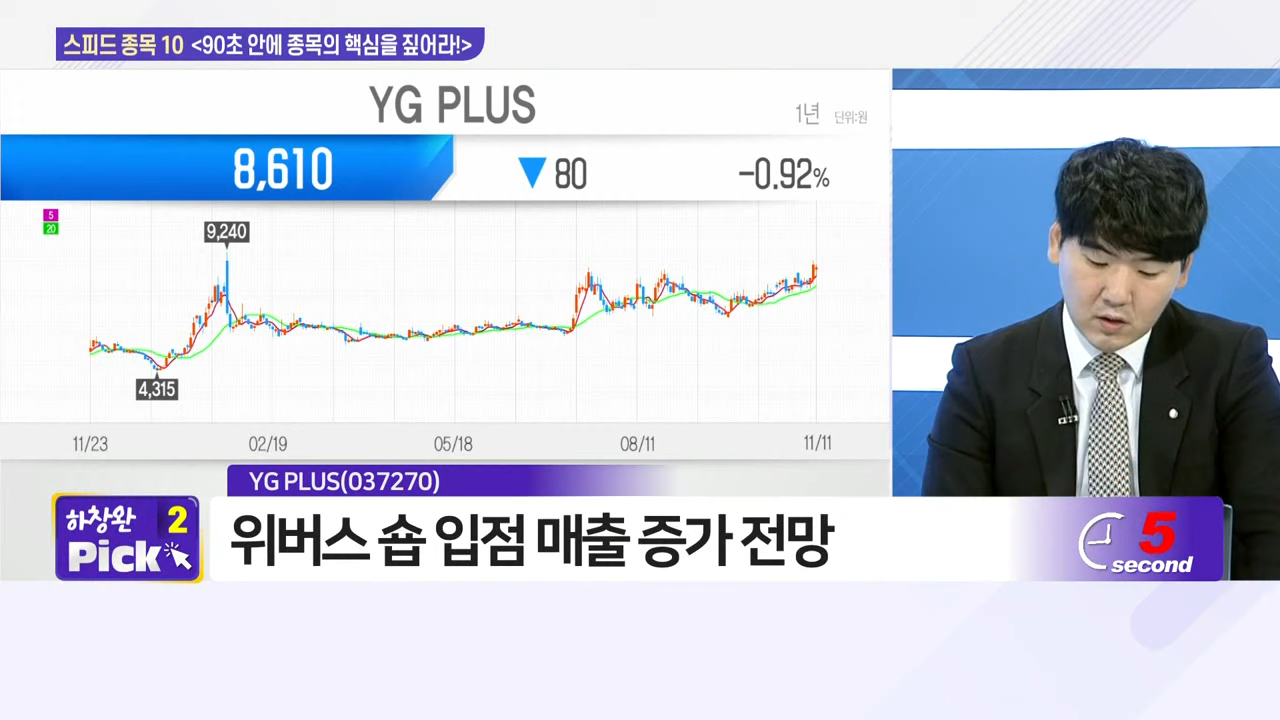 스피드 종목 10 <90초 안에 종목의 핵심을 짚어라!>
YG PLUS
1년 단위:원
8,610 ▼80 -0.92%
5
20
9,240
4,315
11/23 02/19 05/18 08/11 11/11
YG PLUS(037270)
하창완 2
Pick
위버스 숍 입점 매출 증가 전망
5
second